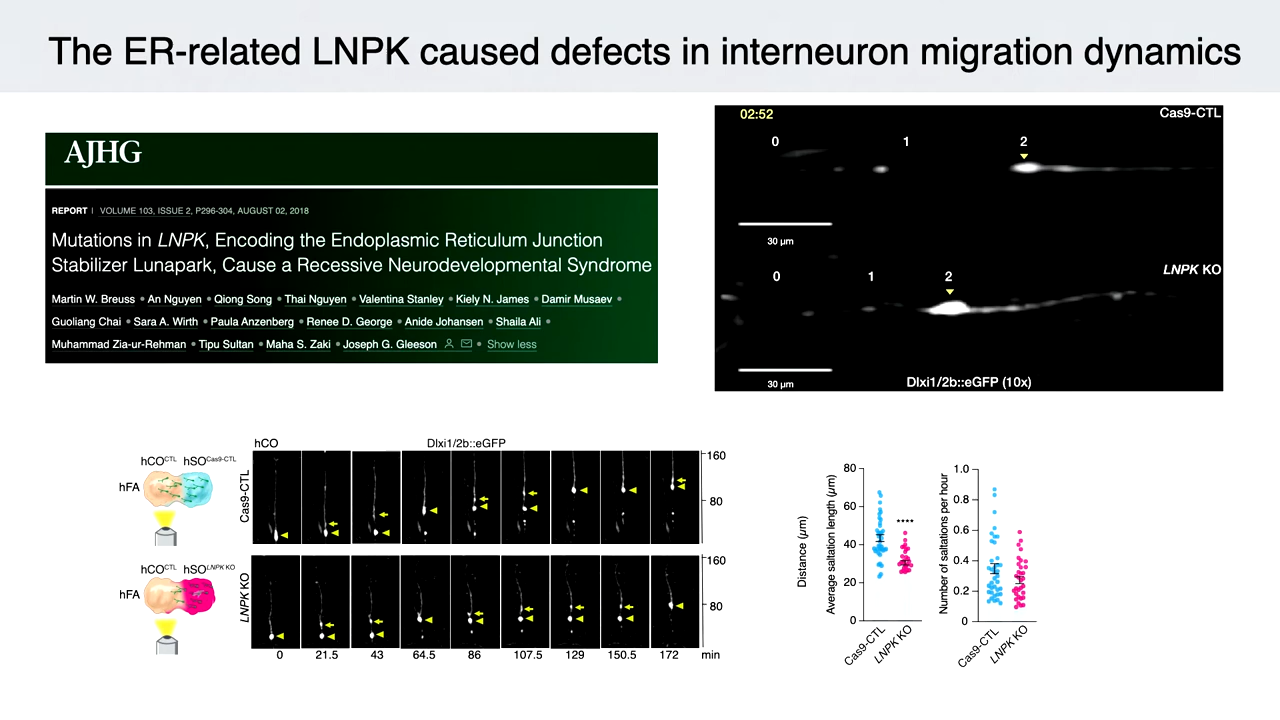 The ER-related LNPK caused defects in interneuron migration dynamics
AJHG
REPORT | VOLUME 103, ISSUE 2, P296-304, AUGUST 02, 2018
Mutations in LNPK, Encoding the Endoplasmic Reticulum Junction
Stabilizer Lunapark, Cause a Recessive Neurodevelopmental Syndrome
Martin W. Breuss • An Nguyen • Qiong Song • Thai Nguyen • Valentina Stanley • Kiely N. James • Damir Musaev •
Guoliang Chai • Sara A. Wirth • Paula Anzenberg • Renee D. George • Anide Johansen • Shaila Ali •
Muhammad Zia-ur-Rehman • Tipu Sultan • Maha S. Zaki • Joseph G. Gleeson • Show less
02:52
Cas9-CTL
0 1 2
30 µm
LNPK KO
0 1 2
30 µm
Dlxi1/2b::eGFP (10x)
hCO Dlxi1/2b::eGFP
hCOCTL hSOCas9-CTL
hFA
Cas9-CTL
160
80
hCOCTL hSOLNPK KO
hFA
LNPK KO
160
80
0 21.5 43 64.5 86 107.5 129 150.5 172 min
Distance (µm)
Average saltation length (µm)
80
60
40
20
0
****
Cas9-CTL
LNPK KO
Number of saltations per hour
1.0
0.8
0.6
0.4
0.2
0
Cas9-CTL
LNPK KO